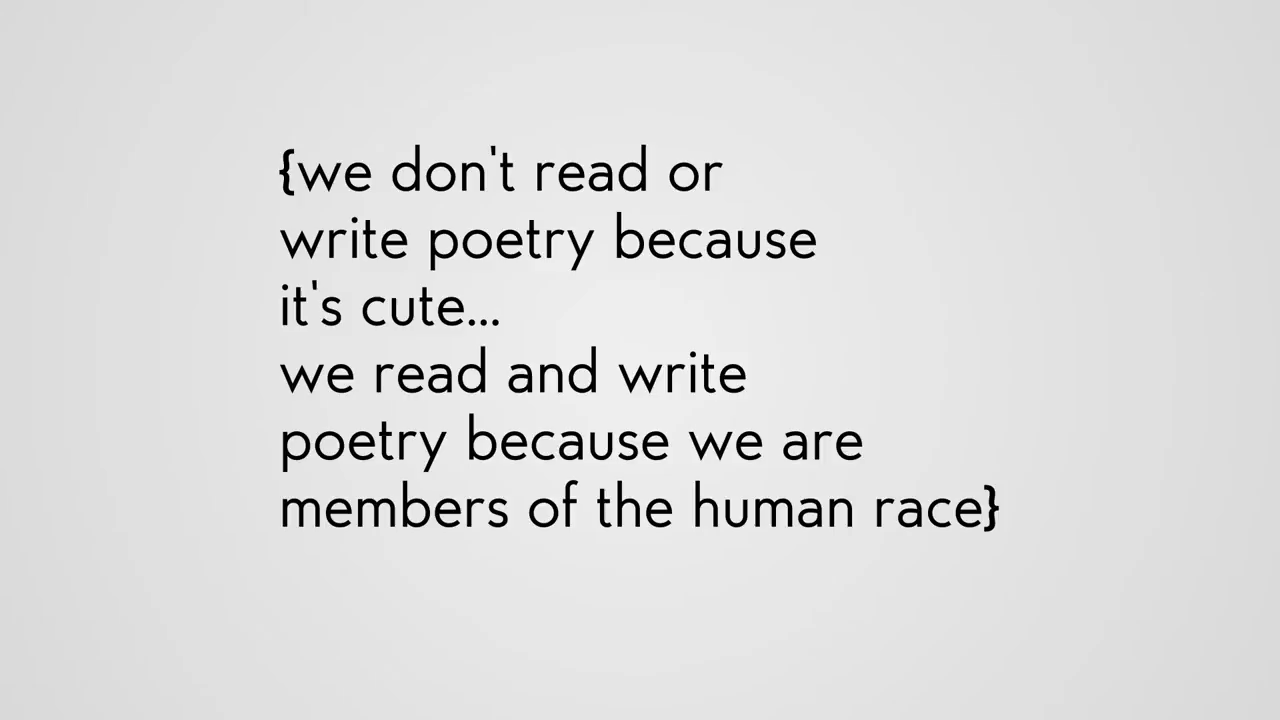 {we don't read or
write poetry because
it's cute...
we read and write
poetry because we are
members of the human race}